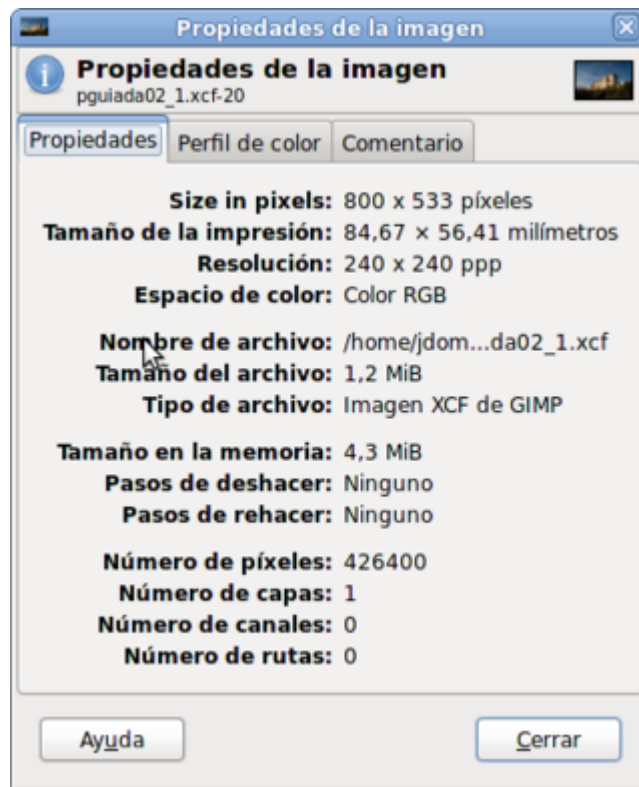 Propiedades de la imagen
Propiedades de la imagen
pguiada02_1.xcf-20
Propiedades Perfil de color Comentario
Size in pixels: 800 x 533 píxeles
Tamaño de la impresión: 84,67 × 56,41 milímetros
Resolución: 240 x 240 ppp
Espacio de color: Color RGB
Nombre de archivo: /home/jdom...da02_1.xcf
Tamaño del archivo: 1,2 MiB
Tipo de archivo: Imagen XCF de GIMP
Tamaño en la memoria: 4,3 MiB
Pasos de deshacer: Ninguno
Pasos de rehacer: Ninguno
Número de píxeles: 426400
Número de capas: 1
Número de canales: 0
Número de rutas: 0
Ayuda Cerrar